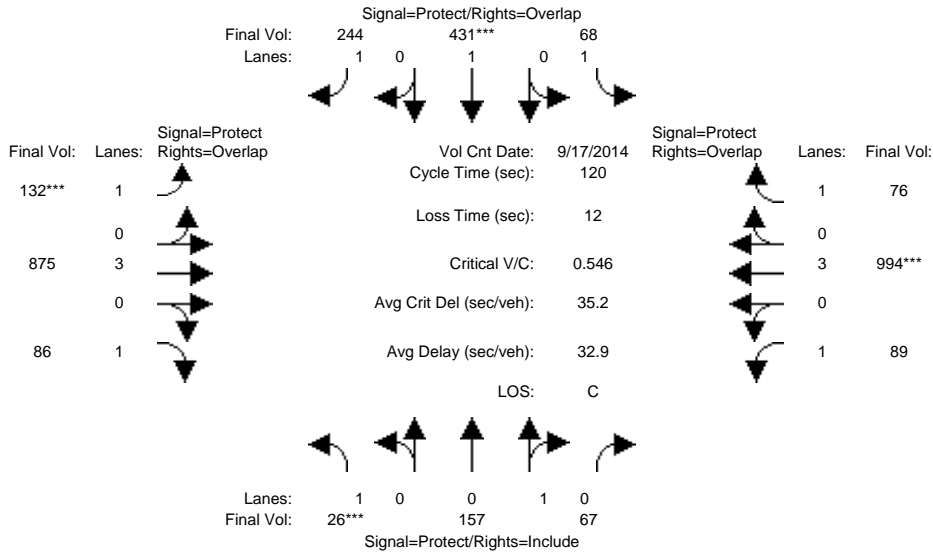 Signal=Protect/Rights=Overlap
Final Vol: 244 431*** 68
Lanes: 1 0 1 0 1
Signal=Protect Signal=Protect
Final Vol: Lanes: Rights=Overlap Vol Cnt Date: 9/17/2014 Rights=Overlap Lanes: Final Vol:
Cycle Time (sec): 120
132*** 1 1 76
Loss Time (sec): 12
0 0
875 3 Critical V/C: 0.546 3 994***
0 Avg Crit Del (sec/veh): 35.2 0
86 1 Avg Delay (sec/veh): 32.9 1 89
LOS: C
Lanes: 1 0 0 1 0
Final Vol: 26*** 157 67
Signal=Protect/Rights=Include